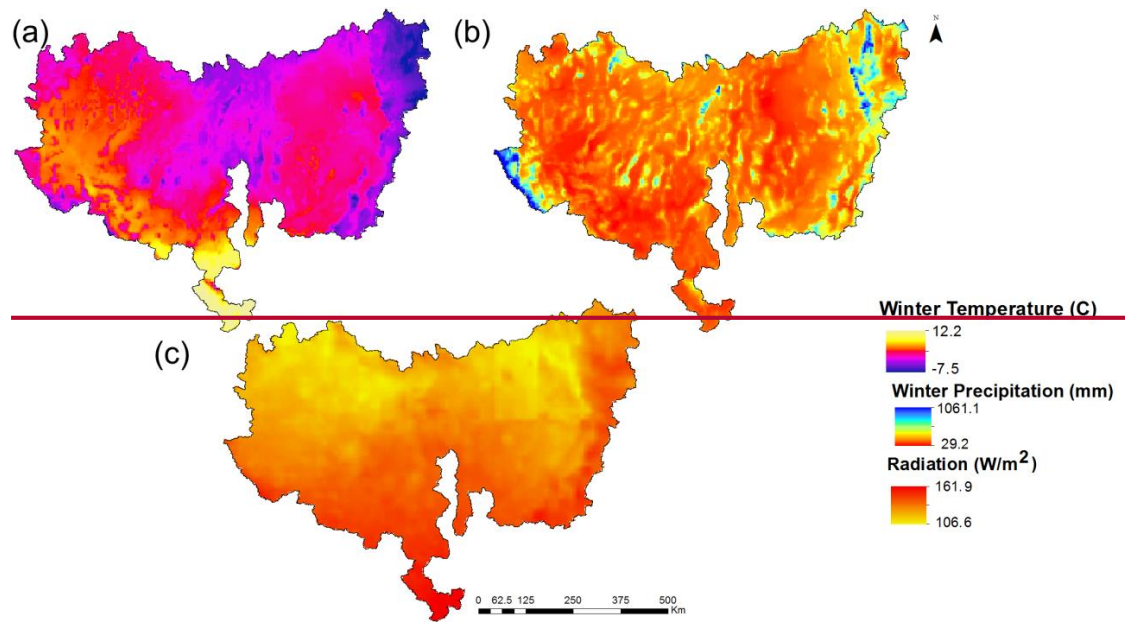 (a)
(b)
N
(c)
Winter Temperature (C)
12.2
-7.5
Winter Precipitation (mm)
1061.1
29.2
Radiation (W/m²)
161.9
106.6
0 62.5 125 250 375 500
Km